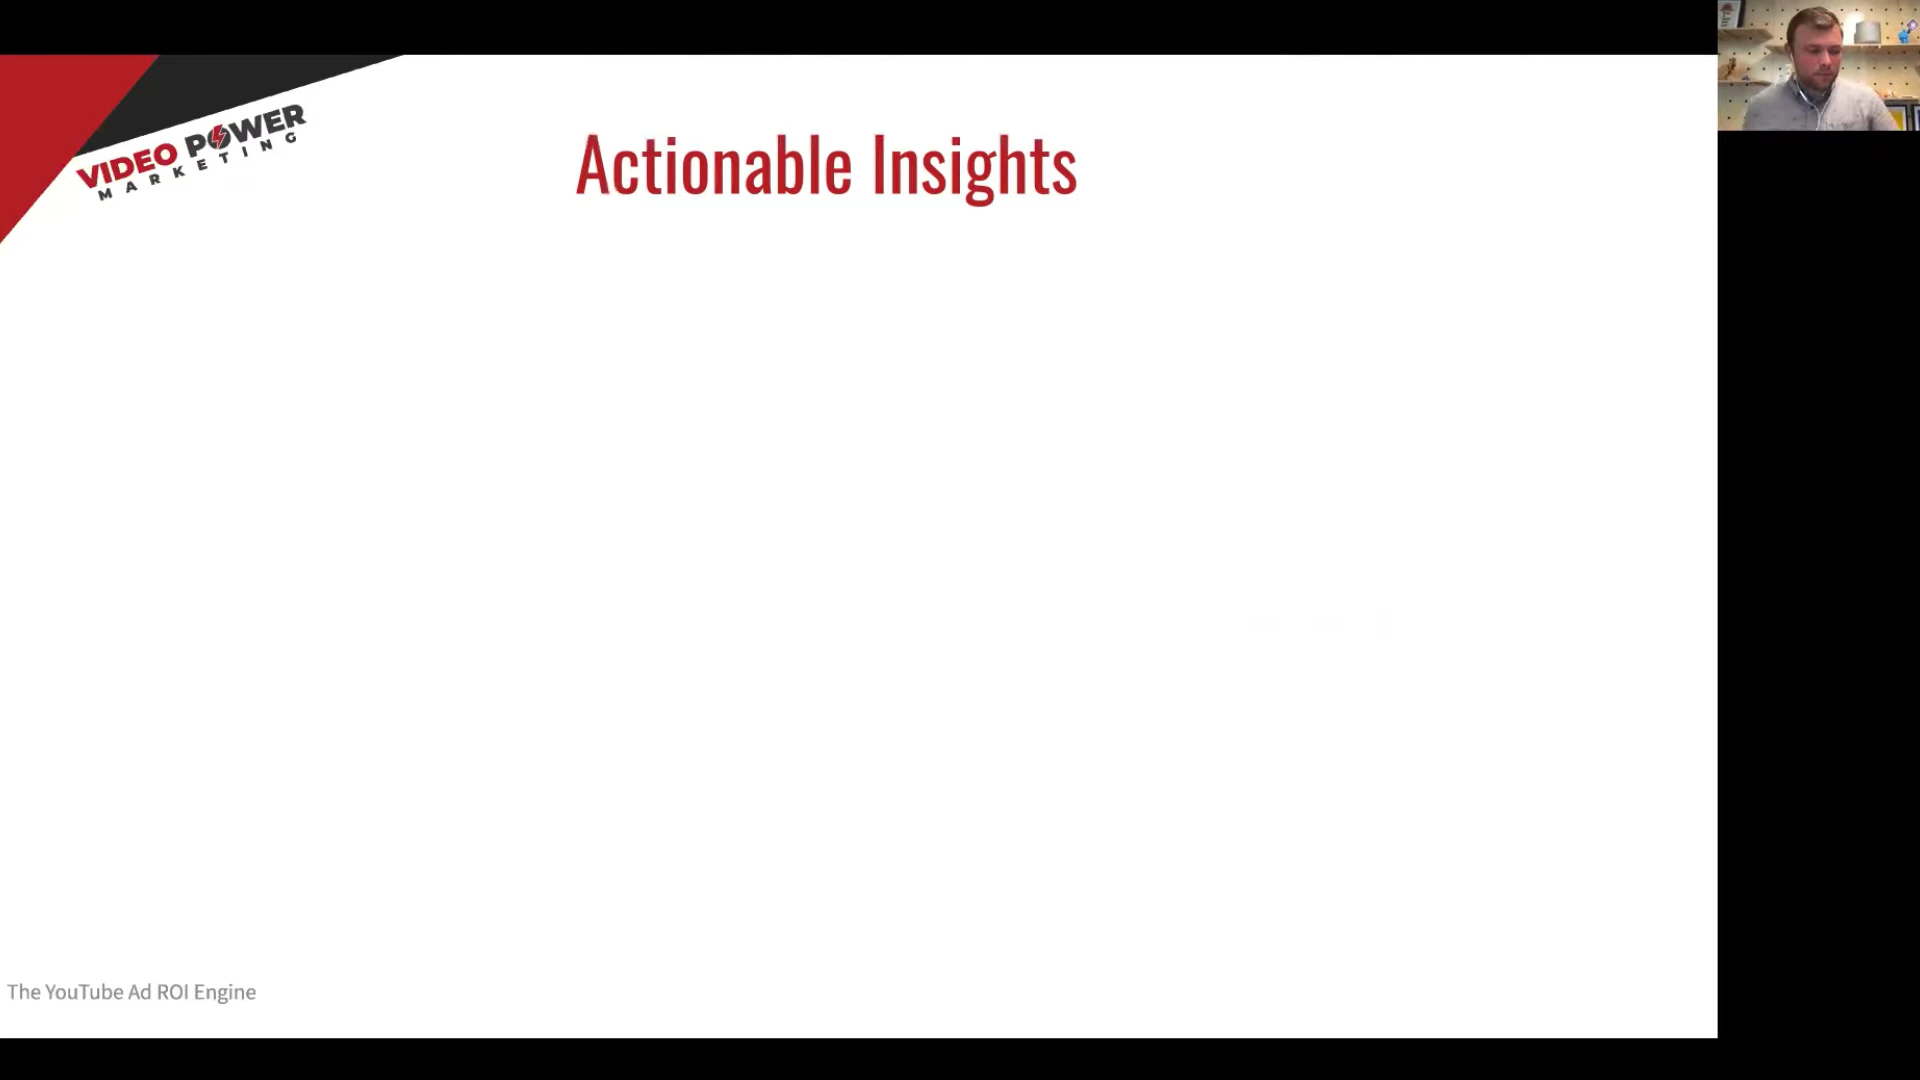 VIDEO POWER
MARKETING
Actionable Insights
The YouTube Ad ROI Engine